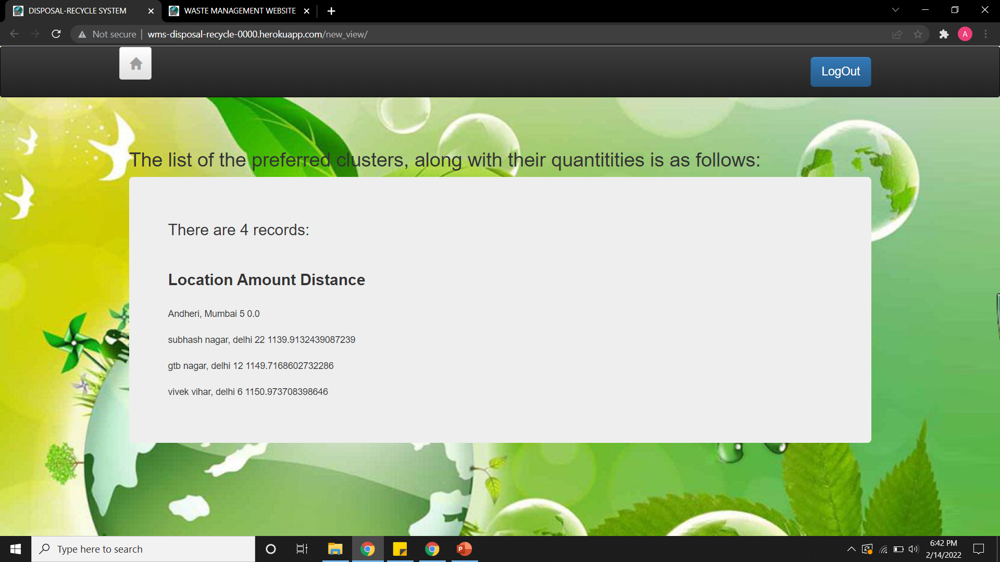 DISPOSAL-RECYCLE SYSTEM
WASTE MANAGEMENT WEBSITE
Not secure
wms-disposal-recycle-0000.herokuapp.com/new_view/
A
LogOut
The list of the preferred clusters, along with their quantitities is as follows:
There are 4 records:
Location Amount Distance
Andheri, Mumbai 5 0.0
subhash nagar, delhi 22 1139.9132439087239
gtb nagar, delhi 12 1149.7168602732286
vivek vihar, delhi 6 1150.973708398646
Type here to search
P
6:42 PM
2/14/2022